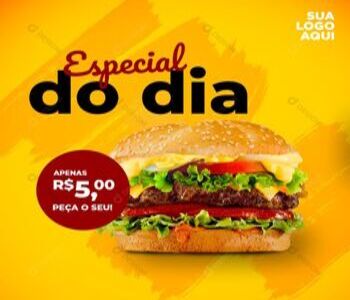 SUA
LOGO
AQUI
Especial
do dia
APENAS
R$5,00
PEÇA O SEU!